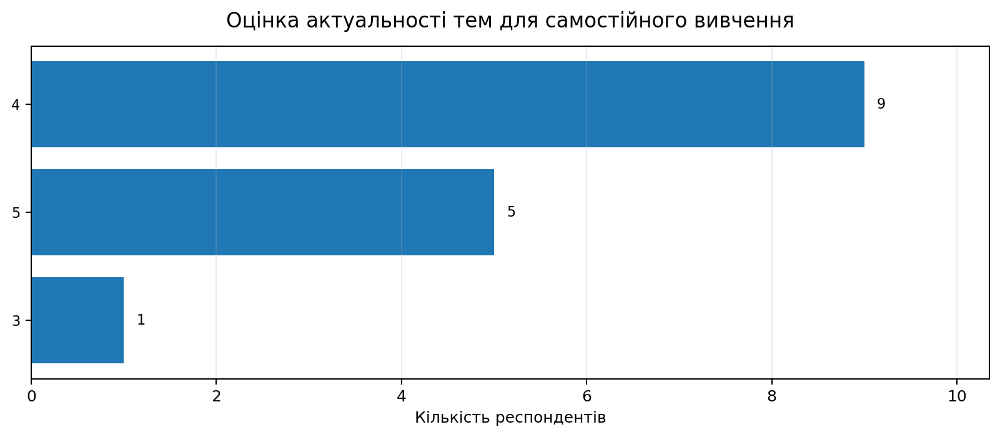 Оцінка актуальності тем для самостійного вивчення
4
9
5
5
3
1
0 2 4 6 8 10
Кількість респондентів